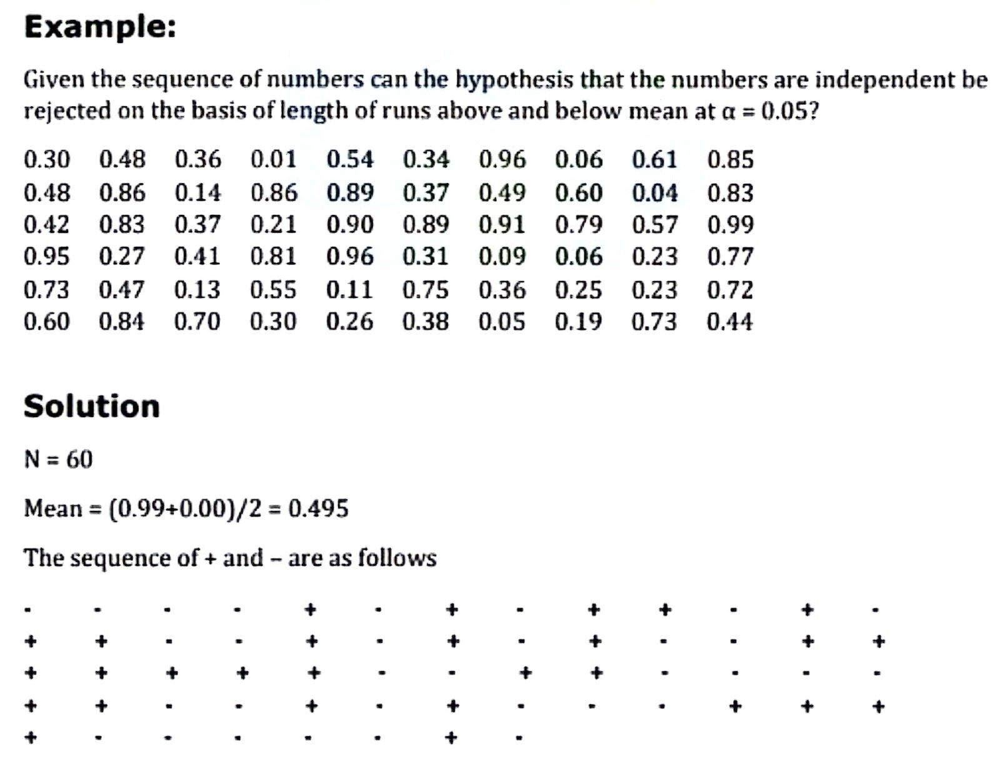 Example:
Given the sequence of numbers can the hypothesis that the numbers are independent be
rejected on the basis of length of runs above and below mean at α = 0.05?
0.30 0.48 0.36 0.01 0.54 0.34 0.96 0.06 0.61 0.85
0.48 0.86 0.14 0.86 0.89 0.37 0.49 0.60 0.04 0.83
0.42 0.83 0.37 0.21 0.90 0.89 0.91 0.79 0.57 0.99
0.95 0.27 0.41 0.81 0.96 0.31 0.09 0.06 0.23 0.77
0.73 0.47 0.13 0.55 0.11 0.75 0.36 0.25 0.23 0.72
0.60 0.84 0.70 0.30 0.26 0.38 0.05 0.19 0.73 0.44
Solution
N = 60
Mean = (0.99+0.00)/2 = 0.495
The sequence of + and – are as follows
- - - - + - + - + + - + -
+ + - - + - + - + - - + +
+ + + + + - - + + - - - -
+ + - - + - + - - - + + +
+ - - - - - + -